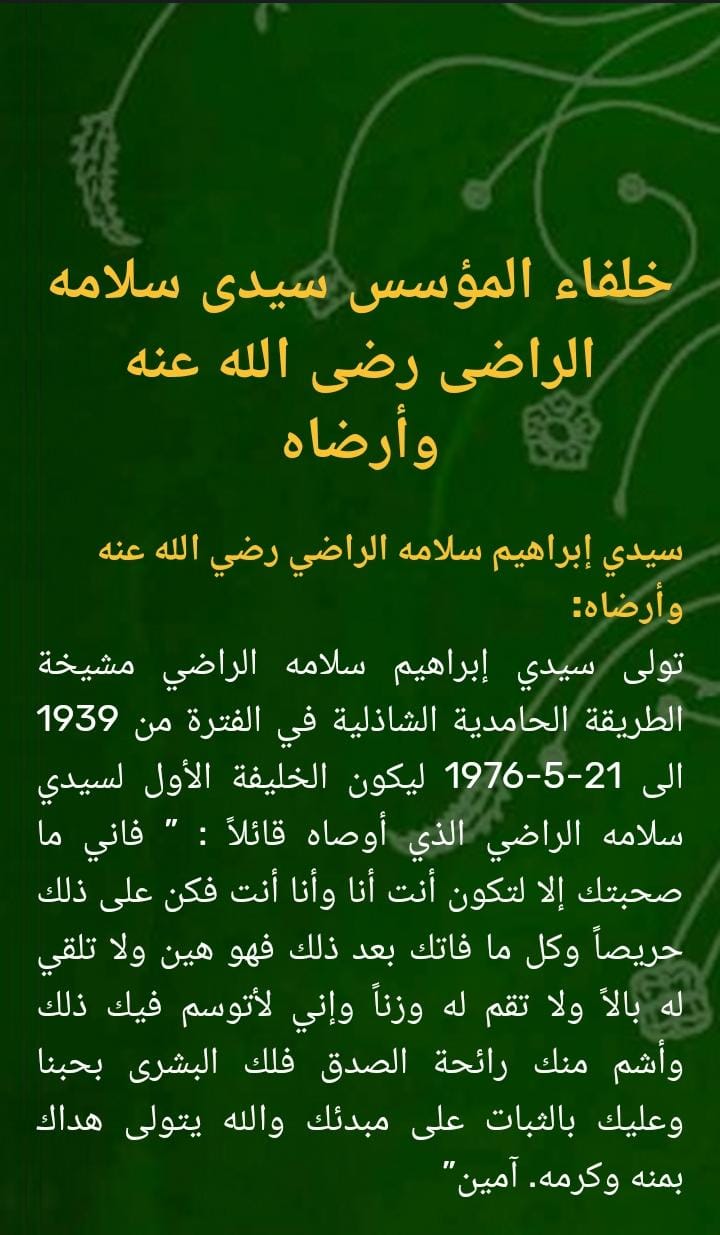 خلفاء المؤسس سيدى سلامه
الراضى رضى الله عنه
وأرضاه
سيدي إبراهيم سلامه الراضي رضي الله عنه
وأرضاه:
تولى سيدي إبراهيم سلامه الراضي مشيخة
الطريقة الحامدية الشاذلية في الفترة من 1939
الى 21-5-1976 ليكون الخليفة الأول لسيدي
سلامه الراضي الذي أوصاه قائلاً : " فاني ما
صحبتك إلا لتكون أنت أنا وأنا أنت فكن على ذلك
حريصاً وكل ما فاتك بعد ذلك فهو هين ولا تلقي
له بالاً ولا تقم له وزناً وإني لأتوسم فيك ذلك
وأشم منك رائحة الصدق فلك البشرى بحبنا
وعليك بالثبات على مبدئك والله يتولى هداك
بمنه وكرمه. آمين"